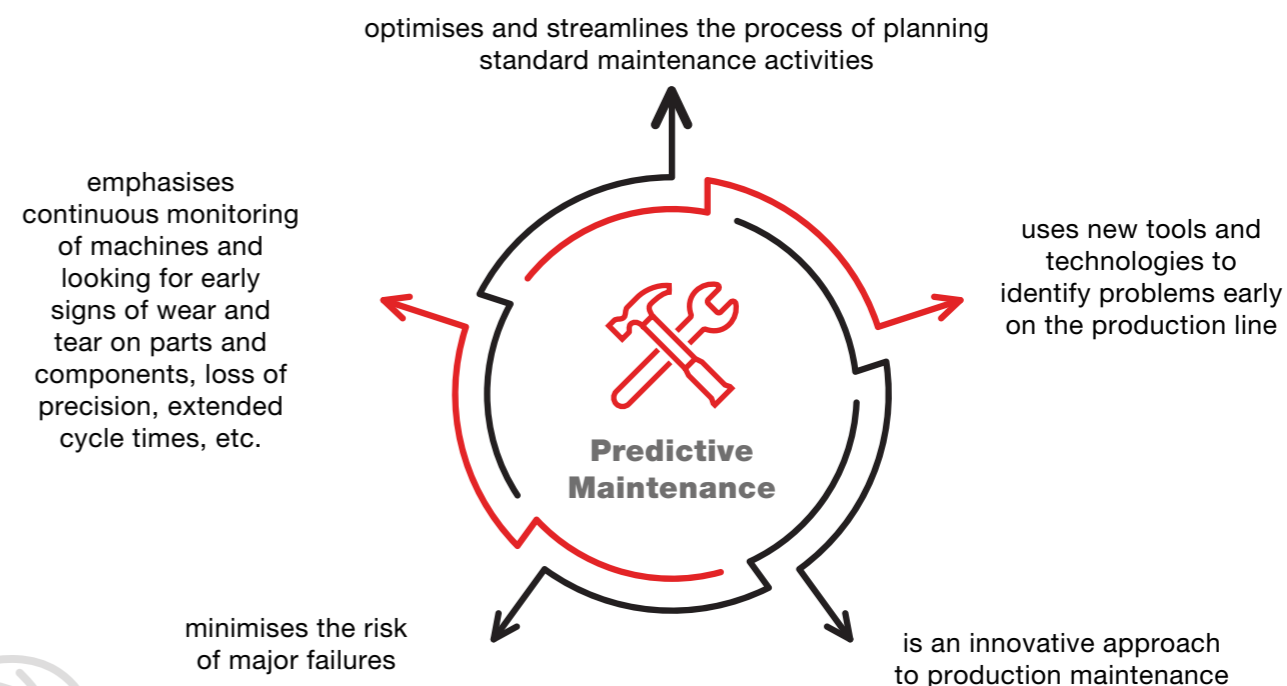 optimises and streamlines the process of planning
standard maintenance activities
emphasises
continuous monitoring
of machines and
looking for early
signs of wear and
tear on parts and
components, loss of
precision, extended
cycle times, etc.
uses new tools and
technologies to
identify problems early
on the production line
Predictive
Maintenance
minimises the risk
of major failures
is an innovative approach
to production maintenance